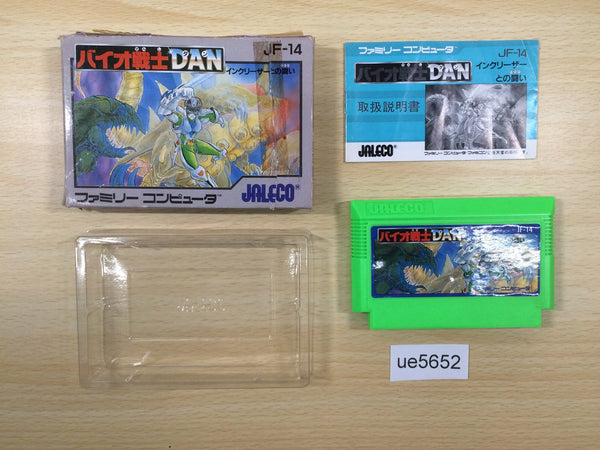 バイオ戦士DAN
JF-14
インクリーザーとの闘い
ファミリー コンピュータ™
JALECO®
ファミリー コンピュータ™
JF-14
バイオ戦士DAN
インクリーザー
との闘い
取扱説明書
JALECO®
JALECO
バイオ戦士DAN
JF-14
ue5652